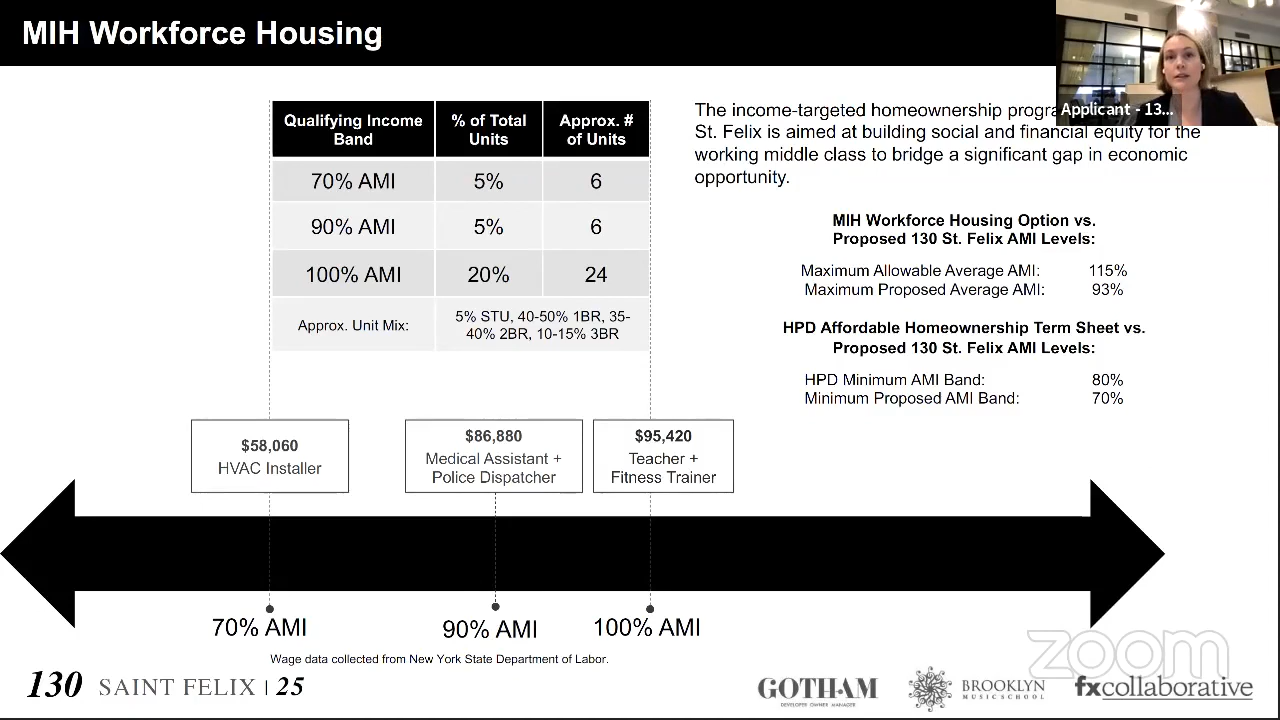 MIH Workforce Housing
Applicant - 13...
Qualifying Income Band
% of Total Units
Approx. # of Units
70% AMI 5% 6
90% AMI 5% 6
100% AMI 20% 24
Approx. Unit Mix: 5% STU, 40-50% 1BR, 35-
40% 2BR, 10-15% 3BR
The income-targeted homeownership
St. Felix is aimed at building social and financial equity for the
working middle class to bridge a significant gap in economic
opportunity.
MIH Workforce Housing Option vs.
Proposed 130 St. Felix AMI Levels:
Maximum Allowable Average AMI: 115%
Maximum Proposed Average AMI: 93%
HPD Affordable Homeownership Term Sheet vs.
Proposed 130 St. Felix AMI Levels:
HPD Minimum AMI Band: 80%
Minimum Proposed AMI Band: 70%
$58,060
HVAC Installer
$86,880
Medical Assistant +
Police Dispatcher
$95,420
Teacher +
Fitness Trainer
70% AMI
90% AMI
100% AMI
Wage data collected from New York State Department of Labor.
zoom
130 SAINT FELIX | 25
GOTHAM
DEVELOPER OWNER MANAGER
BROOKLYN
MUSIC SCHOOL
fxcollaborative